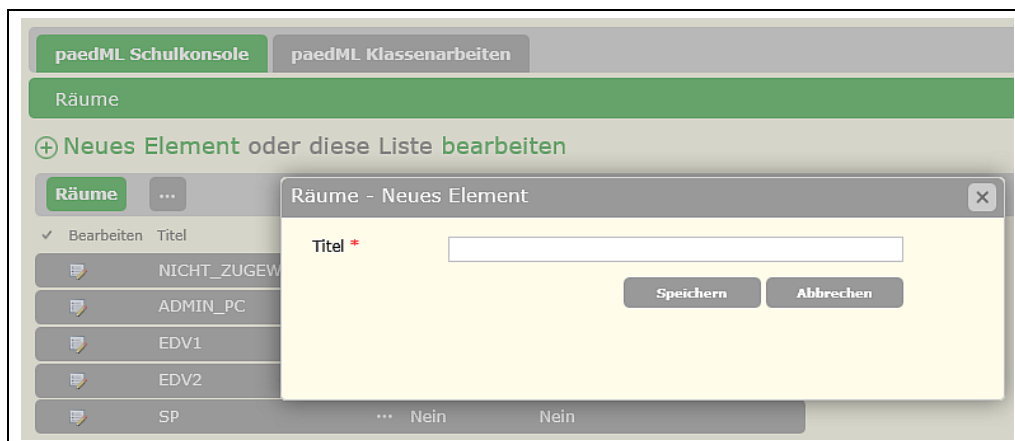 paedML Schulkonsole paedML Klassenarbeiten
Räume
Neues Element oder diese Liste bearbeiten
Räume ...
Räume - Neues Element
Bearbeiten Titel
Titel *
NICHT_ZUGEW
Speichern Abbrechen
ADMIN_PC
EDV1
EDV2
SP ... Nein Nein